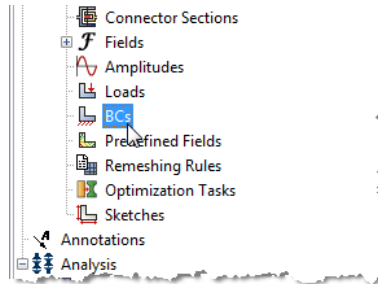 Connector Sections
F Fields
Amplitudes
Loads
BCs
Predefined Fields
Remeshing Rules
Optimization Tasks
Sketches
Annotations
Analysis